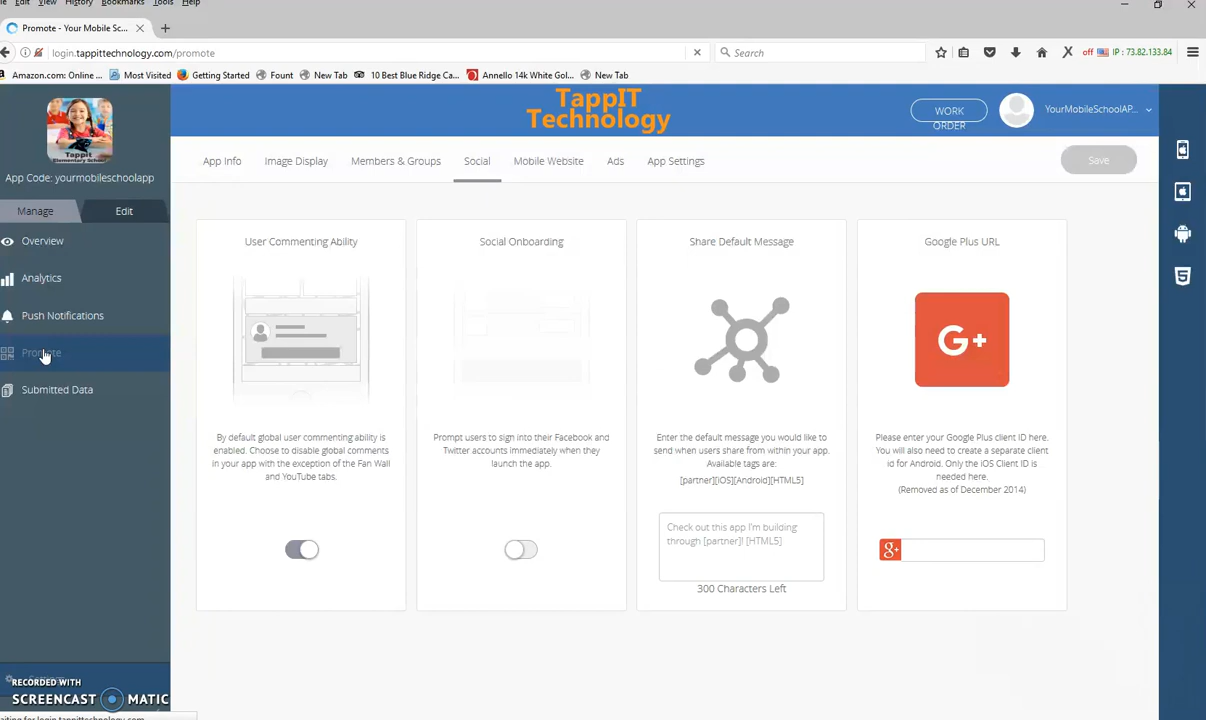 File Edit View History Bookmarks Tools Help
Promote - Your Mobile Sc...
login.tappittechnology.com/promote
Search
off IP : 73.82.133.84
Amazon.com: Online ... Most Visited Getting Started Fount New Tab 10 Best Blue Ridge Ca... Annello 14k White Gol... New Tab
TappIT
Technology
WORK
ORDER
YourMobileSchoolAP...
Tappit
Elementary School
App Code: yourmobileschoolapp
Manage Edit
Overview
Analytics
Push Notifications
Promote
Submitted Data
App Info Image Display Members & Groups Social Mobile Website Ads App Settings
Save
User Commenting Ability
By default global user commenting ability is
enabled. Choose to disable global comments
in your app with the exception of the Fan Wall
and YouTube tabs.
Social Onboarding
Prompt users to sign into their Facebook and
Twitter accounts immediately when they
launch the app.
Share Default Message
Enter the default message you would like to
send when users share from within your app.
Available tags are:
[partner][iOS][Android][HTML5]
Check out this app I'm building
through [partner]! [HTML5]
300 Characters Left
Google Plus URL
G+
Please enter your Google Plus client ID here.
You will also need to create a separate client
id for Android. Only the iOS Client ID is
needed here.
(Removed as of December 2014)
g+
RECORDED WITH
SCREENCAST MATIC